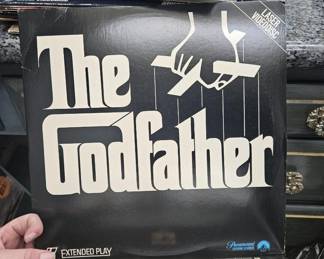 LASER
VIDEODISC
The
Godfather
EXTENDED PLAY
Paramount